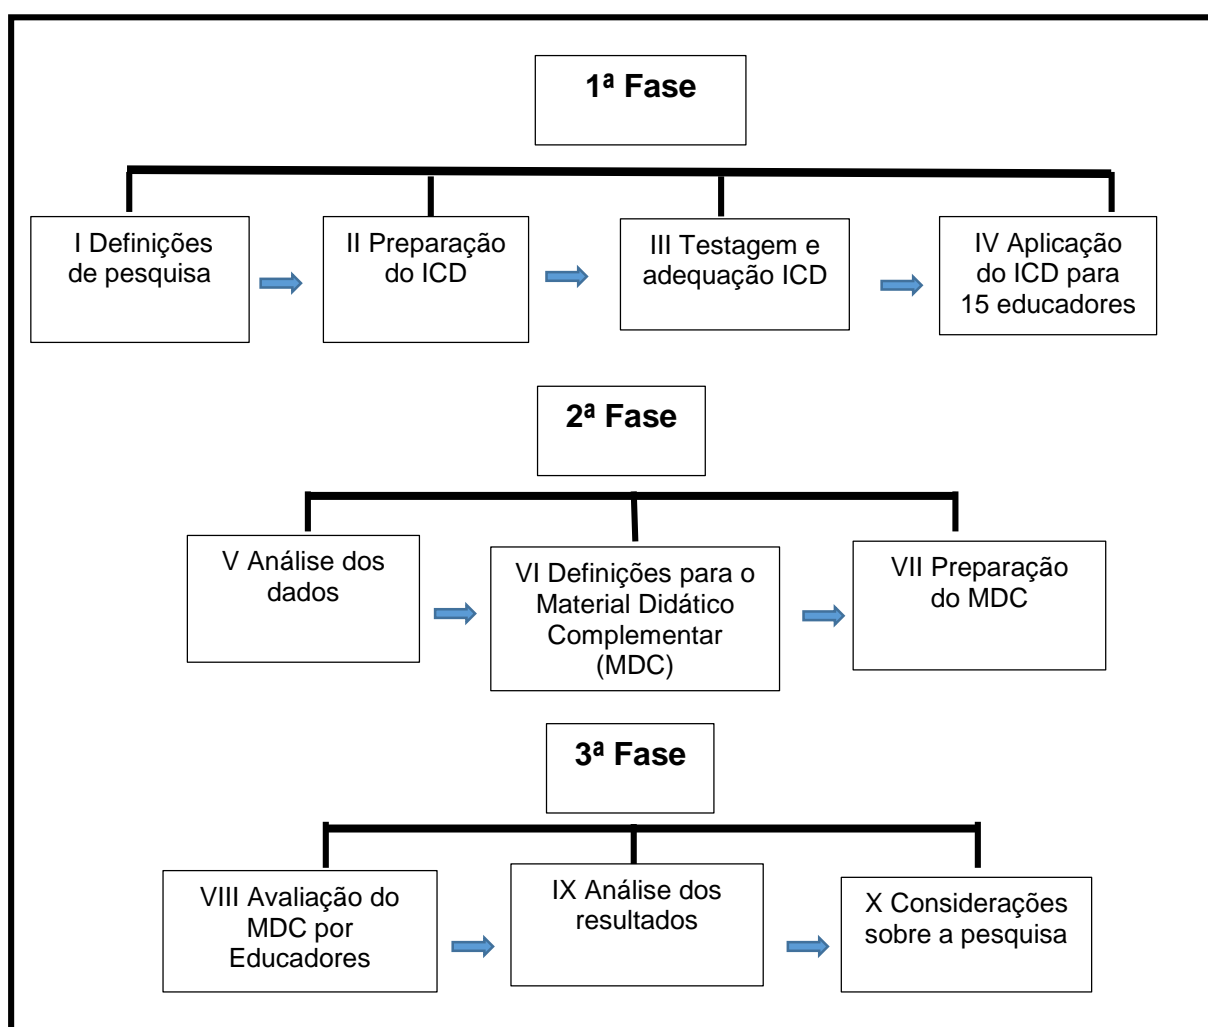 1ª Fase
I Definições
de pesquisa
II Preparação
do ICD
III Testagem e
adequação ICD
IV Aplicação
do ICD para
15 educadores
2ª Fase
V Análise dos
dados
VI Definições para o
Material Didático
Complementar
(MDC)
VII Preparação
do MDC
3ª Fase
VIII Avaliação do
MDC por
Educadores
IX Análise dos
resultados
X Considerações
sobre a pesquisa